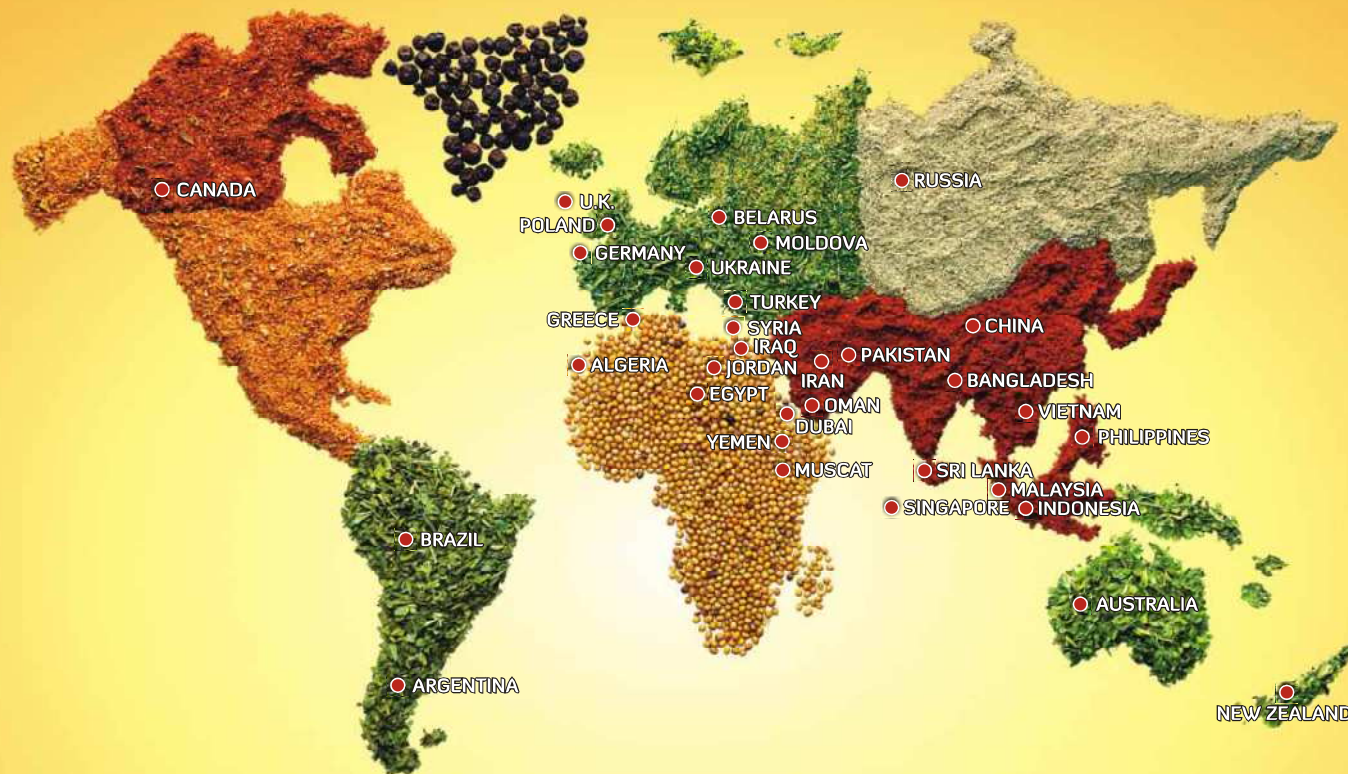 CANADA
RUSSIA
U.K.
POLAND
BELARUS
MOLDOVA
GERMANY
UKRAINE
TURKEY
GREECE
SYRIA
CHINA
IRAQ
PAKISTAN
ALGERIA
JORDAN
IRAN
BANGLADESH
EGYPT
OMAN
VIETNAM
DUBAI
PHILIPPINES
YEMEN
MUSCAT
SRI LANKA
MALAYSIA
SINGAPORE
INDONESIA
BRAZIL
AUSTRALIA
ARGENTINA
NEW ZEALAND